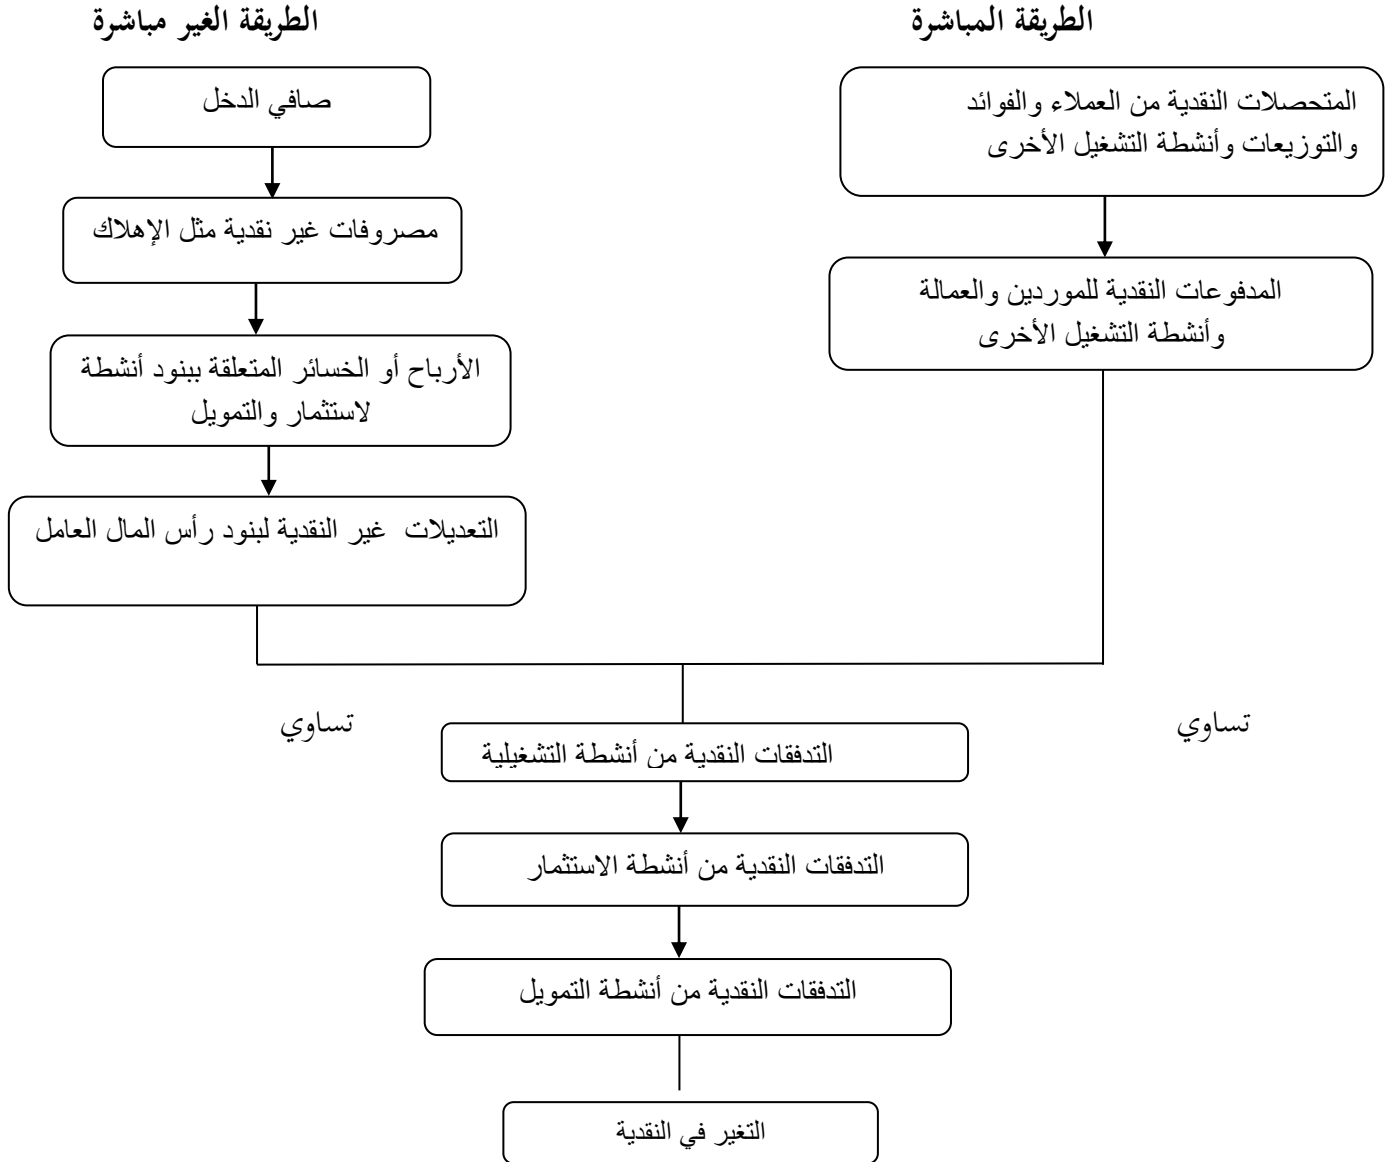 الطريقة المباشرة
الطريقة الغير مباشرة
المتحصلات النقدية من العملاء والفوائد
والتوزيعات وأنشطة التشغيل الأخرى
المدفوعات النقدية للموردين والعمالة
وأنشطة التشغيل الأخرى
صافي الدخل
مصروفات غير نقدية مثل الإهلاك
الأرباح أو الخسائر المتعلقة ببنود أنشطة
لاستثمار والتمويل
التعديلات غير النقدية لبنود رأس المال العامل
تساوي
تساوي
التدفقات النقدية من أنشطة التشغيلية
التدفقات النقدية من أنشطة الاستثمار
التدفقات النقدية من أنشطة التمويل
التغير في النقدية